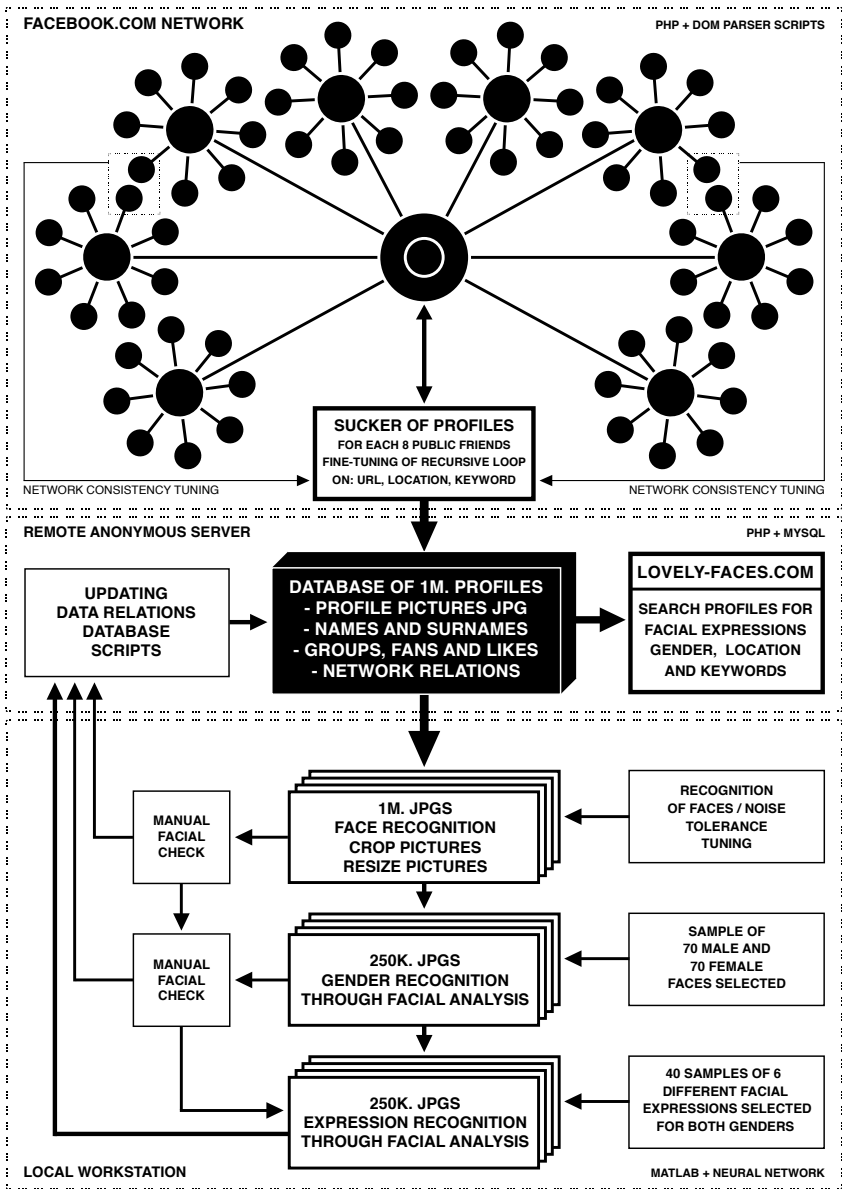 FACEBOOK.COM NETWORK
PHP + DOM PARSER SCRIPTS
SUCKER OF PROFILES
FOR EACH 8 PUBLIC FRIENDS
FINE-TUNING OF RECURSIVE LOOP
ON: URL, LOCATION, KEYWORD
NETWORK CONSISTENCY TUNING
NETWORK CONSISTENCY TUNING
REMOTE ANONYMOUS SERVER
PHP + MYSQL
UPDATING
DATA RELATIONS
DATABASE
SCRIPTS
DATABASE OF 1M. PROFILES
- PROFILE PICTURES JPG
- NAMES AND SURNAMES
- GROUPS, FANS AND LIKES
- NETWORK RELATIONS
LOVELY-FACES.COM
SEARCH PROFILES FOR
FACIAL EXPRESSIONS
GENDER, LOCATION
AND KEYWORDS
MANUAL
FACIAL
CHECK
1M. JPGS
FACE RECOGNITION
CROP PICTURES
RESIZE PICTURES
RECOGNITION
OF FACES / NOISE
TOLERANCE
TUNING
MANUAL
FACIAL
CHECK
250K. JPGS
GENDER RECOGNITION
THROUGH FACIAL ANALYSIS
SAMPLE OF
70 MALE AND
70 FEMALE
FACES SELECTED
250K. JPGS
EXPRESSION RECOGNITION
THROUGH FACIAL ANALYSIS
40 SAMPLES OF 6
DIFFERENT FACIAL
EXPRESSIONS SELECTED
FOR BOTH GENDERS
LOCAL WORKSTATION
MATLAB + NEURAL NETWORK